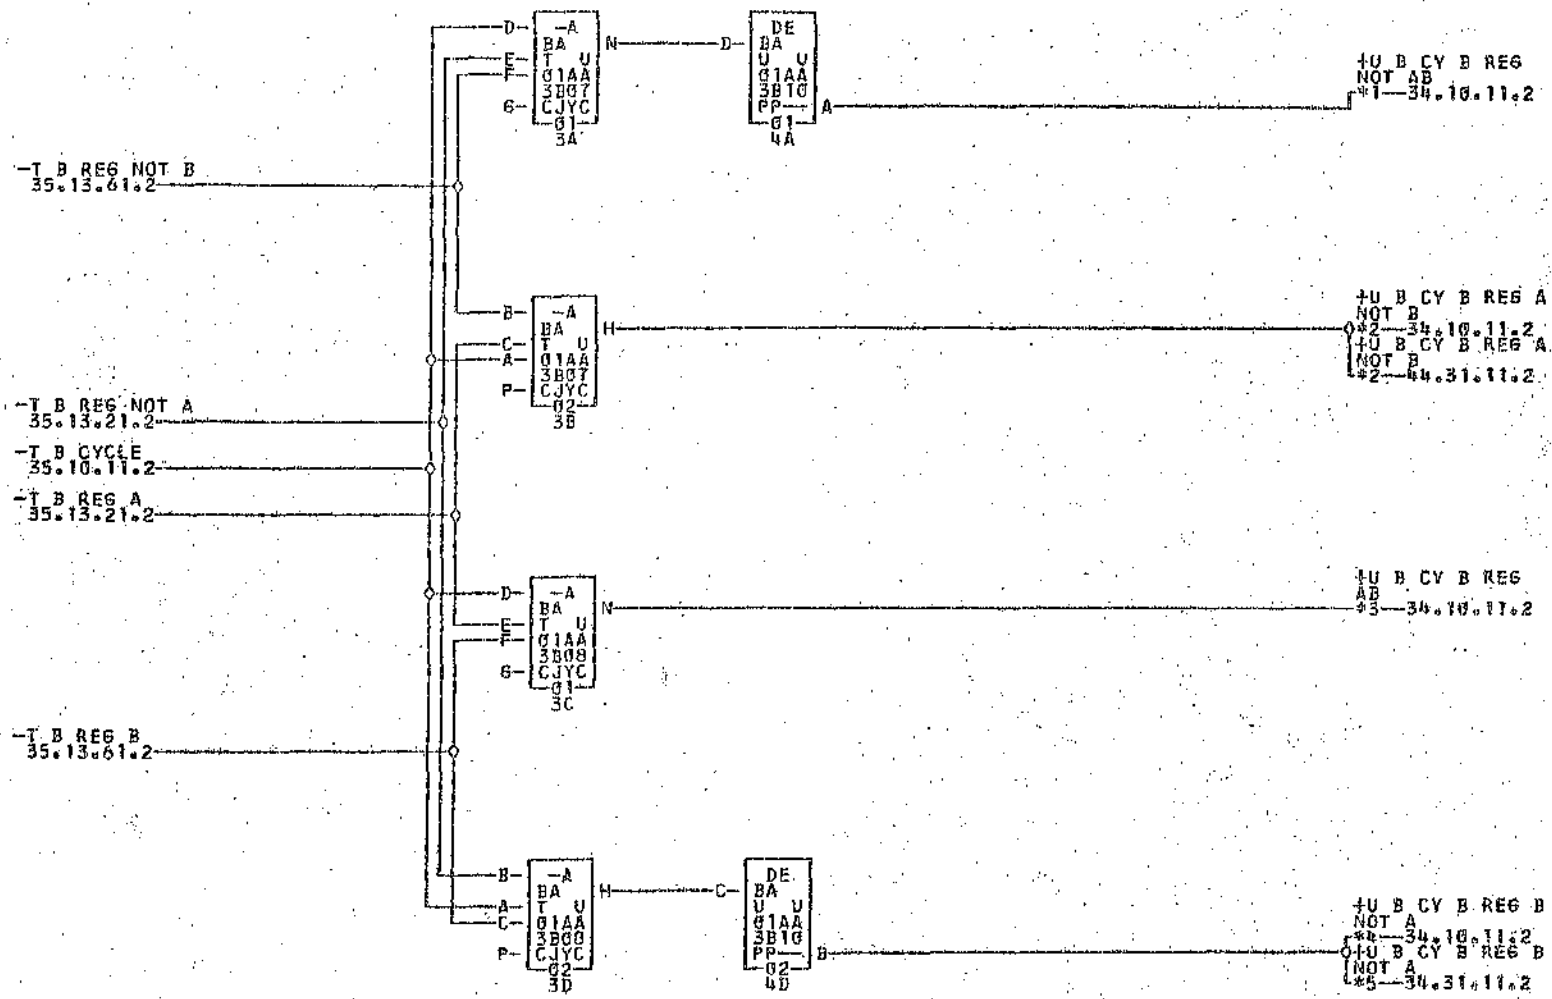 D- -A
BA N D- DE
BA
E- T U
F- 01AA
3B07
G- CJYC
01
3A
U U
01AA
3B10
PP A
01
4A
+U B CY B REG
NOT AB
*1—34.10.11.2
-T B REG NOT B
35.13.61.2
B- -A
BA H
C- T U
A- 01AA
3B07
P- CJYC
02
3B
+U B CY B REG A
NOT B
*2—34.10.11.2
+U B CY B REG A
NOT B
*2—44.31.11.2
-T B REG NOT A
35.13.21.2
-T B CYCLE
35.10.11.2
-T B REG A
35.13.21.2
D- -A
BA N
E- T U
F- 01AA
3B08
G- CJYC
01
3C
+U B CY B REG
AB
*3—34.10.11.2
-T B REG B
35.13.61.2
B- -A
BA H C- DE
BA
A- T U
C- 01AA
3B08
P- CJYC
02
3D
U U
01AA
3B10
PP B
02
4D
+U B CY B REG B
NOT A
*4—34.10.11.2
+U B CY B REG B
NOT A
*5—34.31.11.2